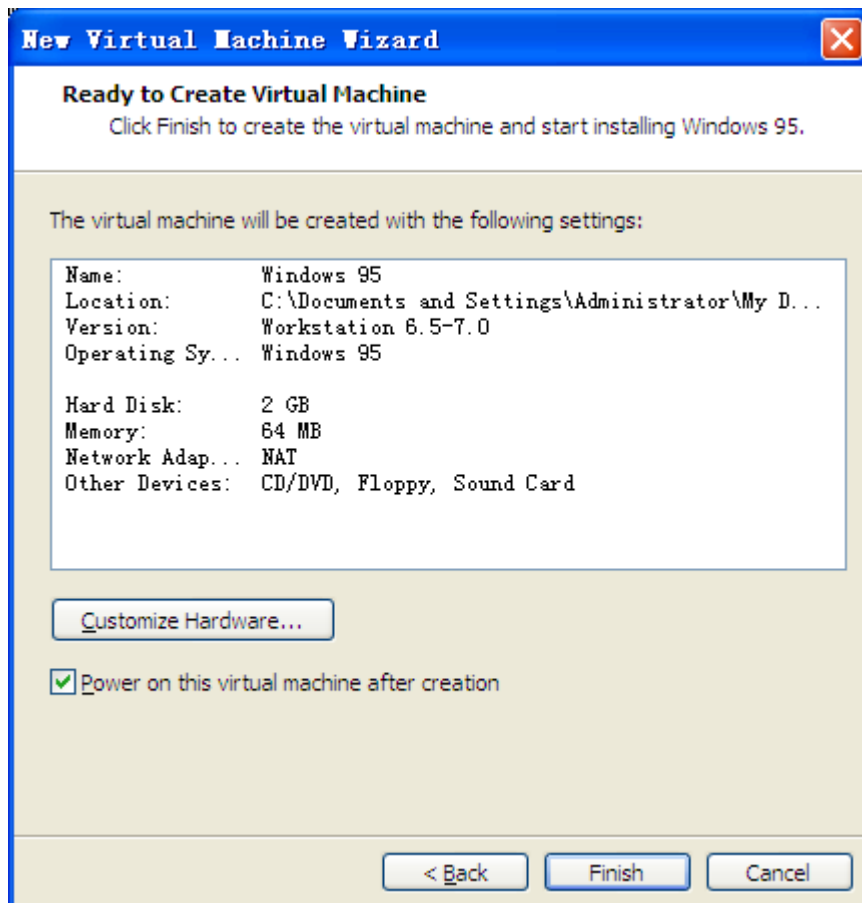 New Virtual Machine Wizard
Ready to Create Virtual Machine
Click Finish to create the virtual machine and start installing Windows 95.
The virtual machine will be created with the following settings:
Name: Windows 95
Location: C:\Documents and Settings\Administrator\My D...
Version: Workstation 6.5-7.0
Operating Sy... Windows 95
Hard Disk: 2 GB
Memory: 64 MB
Network Adap... NAT
Other Devices: CD/DVD, Floppy, Sound Card
Customize Hardware...
Power on this virtual machine after creation
< Back Finish Cancel